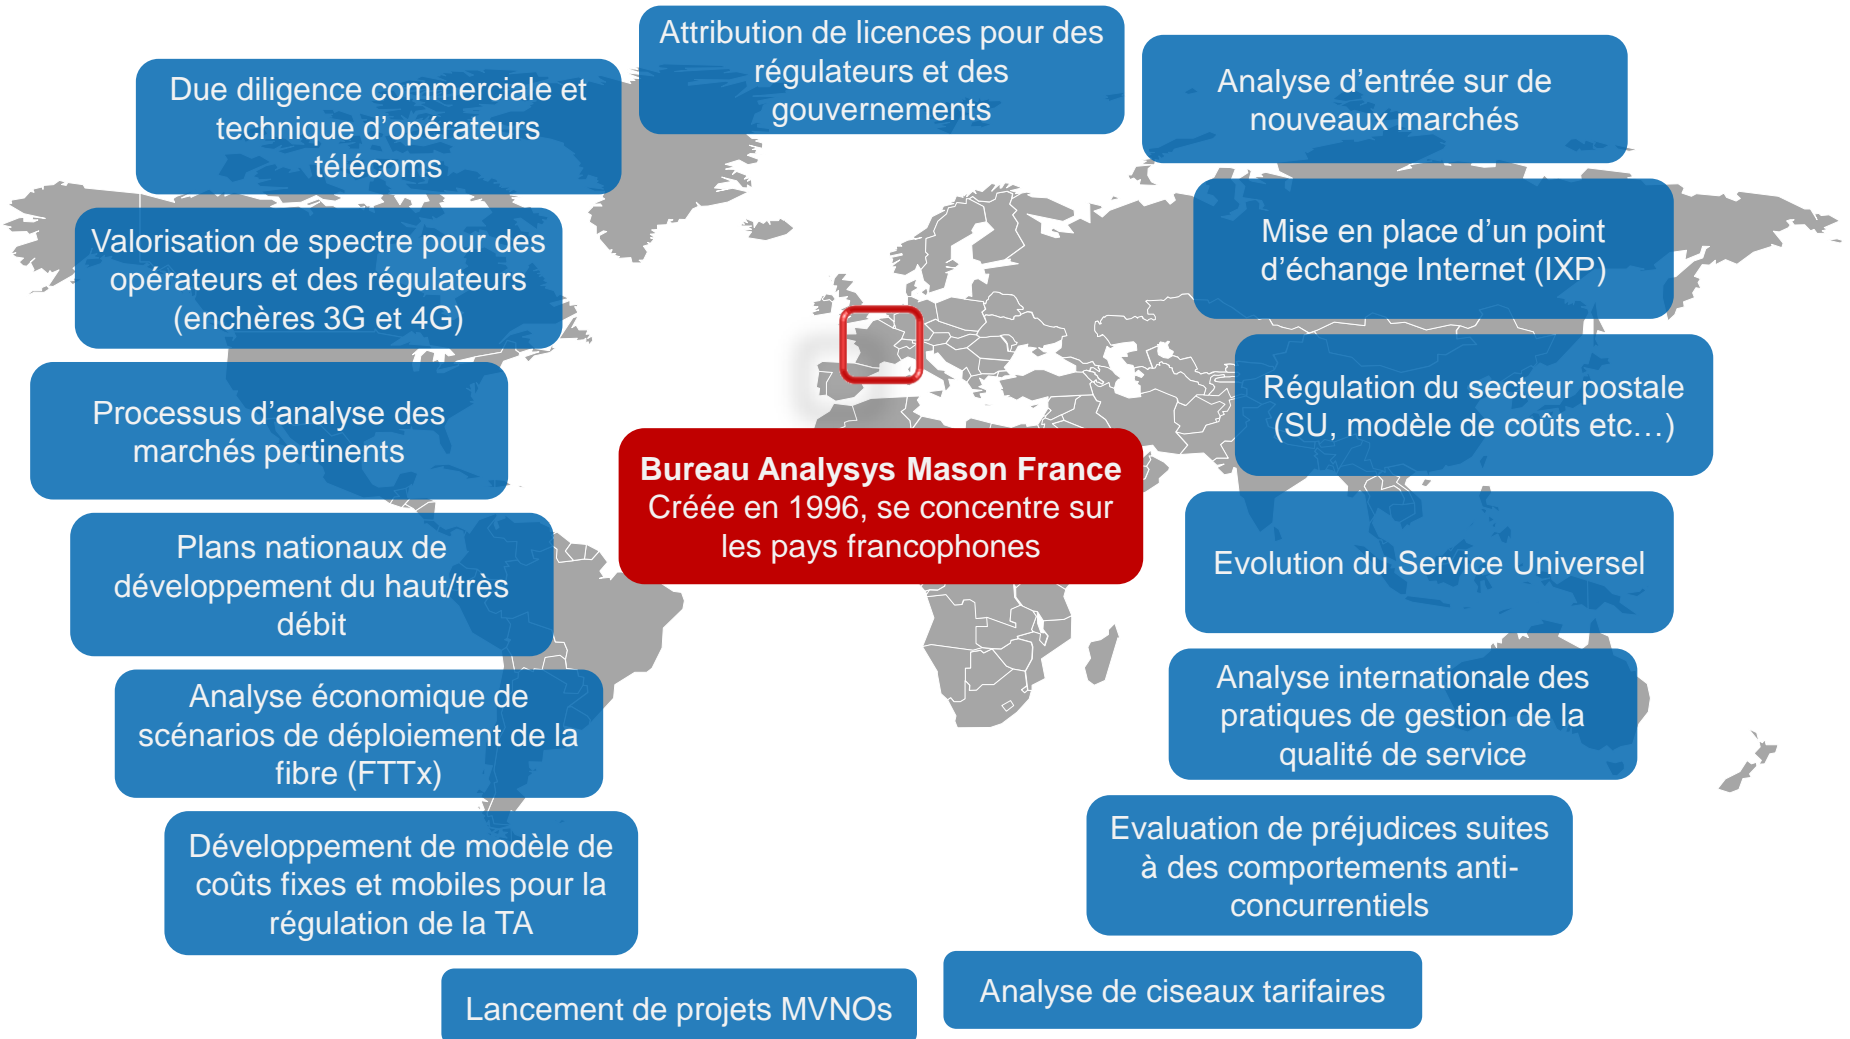 Attribution de licences pour des
régulateurs et des
gouvernements
Due diligence commerciale et
technique d’opérateurs
télécoms
Analyse d’entrée sur de
nouveaux marchés
Valorisation de spectre pour des
opérateurs et des régulateurs
(enchères 3G et 4G)
Mise en place d’un point
d’échange Internet (IXP)
Processus d’analyse des
marchés pertinents
Régulation du secteur postale
(SU, modèle de coûts etc…)
Bureau Analysys Mason France
Créée en 1996, se concentre sur
les pays francophones
Plans nationaux de
développement du haut/très
débit
Evolution du Service Universel
Analyse économique de
scénarios de déploiement de la
fibre (FTTx)
Analyse internationale des
pratiques de gestion de la
qualité de service
Développement de modèle de
coûts fixes et mobiles pour la
régulation de la TA
Evaluation de préjudices suites
à des comportements anti-
concurrentiels
Lancement de projets MVNOs
Analyse de ciseaux tarifaires